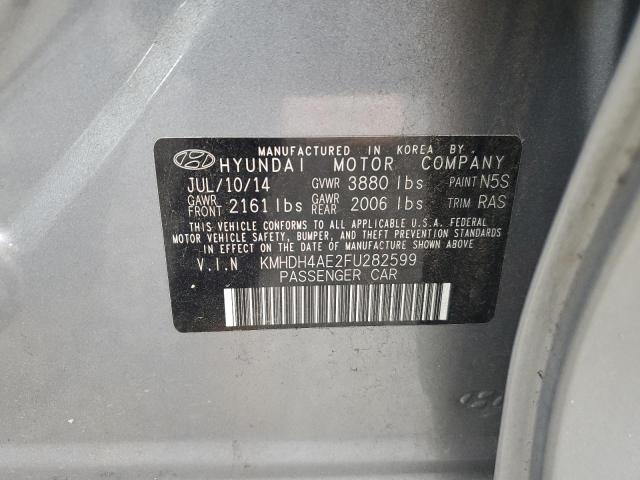 MANUFACTURED IN KOREA BY.
HYUNDAI MOTOR COMPANY
JUL/10/14 GVWR 3880 lbs PAINT N5S
GAWR FRONT 2161 lbs GAWR REAR 2006 lbs TRIM RAS
THIS VEHICLE CONFORMS TO ALL APPLICABLE U.S.A. FEDERAL
MOTOR VEHICLE SAFETY, BUMPER, AND THEFT PREVENTION STANDARDS
IN EFFECT ON THE DATE OF MANUFACTURE SHOWN ABOVE.
V.I.N KMHDH4AE2FU282599
PASSENGER CAR